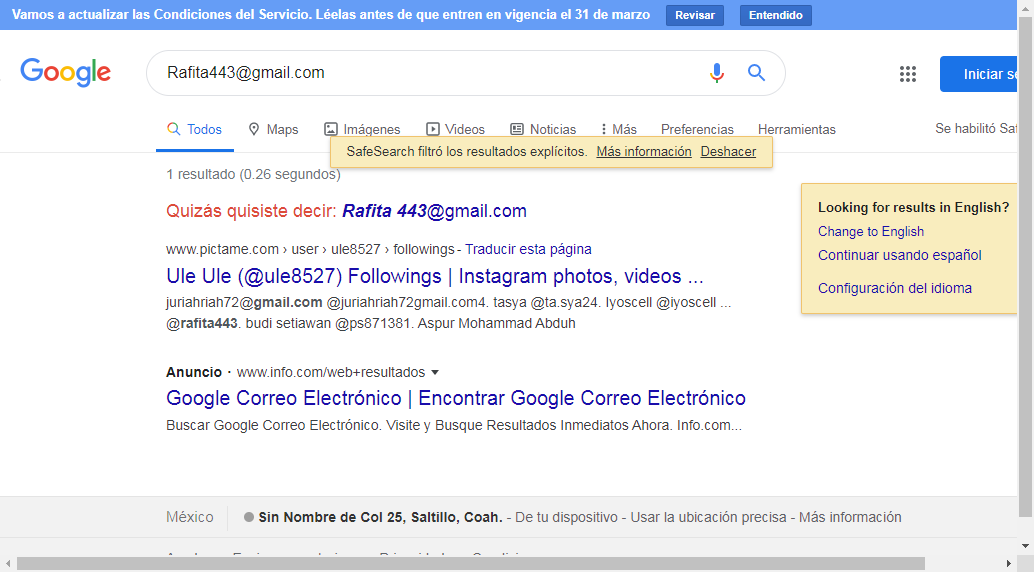 Vamos a actualizar las Condiciones del Servicio. Léelas antes de que entren en vigencia el 31 de marzo Revisar Entendido
Google Rafita443@gmail.com Iniciar se
Todos Maps Imágenes Videos Noticias Más Preferencias Herramientas Se habilitó Saf
SafeSearch filtró los resultados explícitos. Más información Deshacer
1 resultado (0.26 segundos)
Quizás quisiste decir: Rafita 443@gmail.com
www.pictame.com › user › ule8527 › followings - Traducir esta página
Ule Ule (@ule8527) Followings | Instagram photos, videos ...
juriahriah72@gmail.com @juriahriah72gmail.com4. tasya @ta.sya24. Iyoscell @iyoscell ...
@rafita443. budi setiawan @ps871381. Aspur Mohammad Abduh
Looking for results in English?
Change to English
Continuar usando español
Configuración del idioma
Anuncio · www.info.com/web+resultados
Google Correo Electrónico | Encontrar Google Correo Electrónico
Buscar Google Correo Electrónico. Visite y Busque Resultados Inmediatos Ahora. Info.com...
México Sin Nombre de Col 25, Saltillo, Coah. - De tu dispositivo - Usar la ubicación precisa - Más información